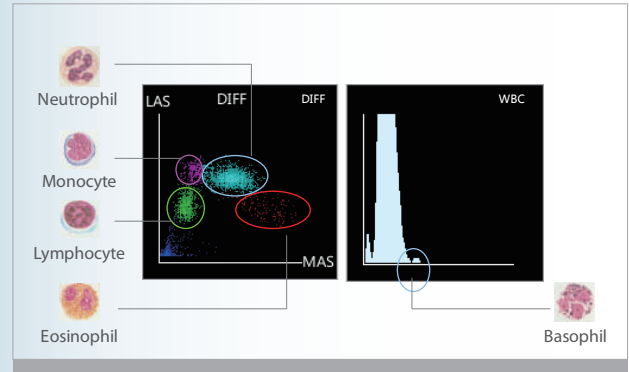 Neutrophil
Monocyte
Lymphocyte
Eosinophil
LAS
DIFF
DIFF
MAS
WBC
Basophil